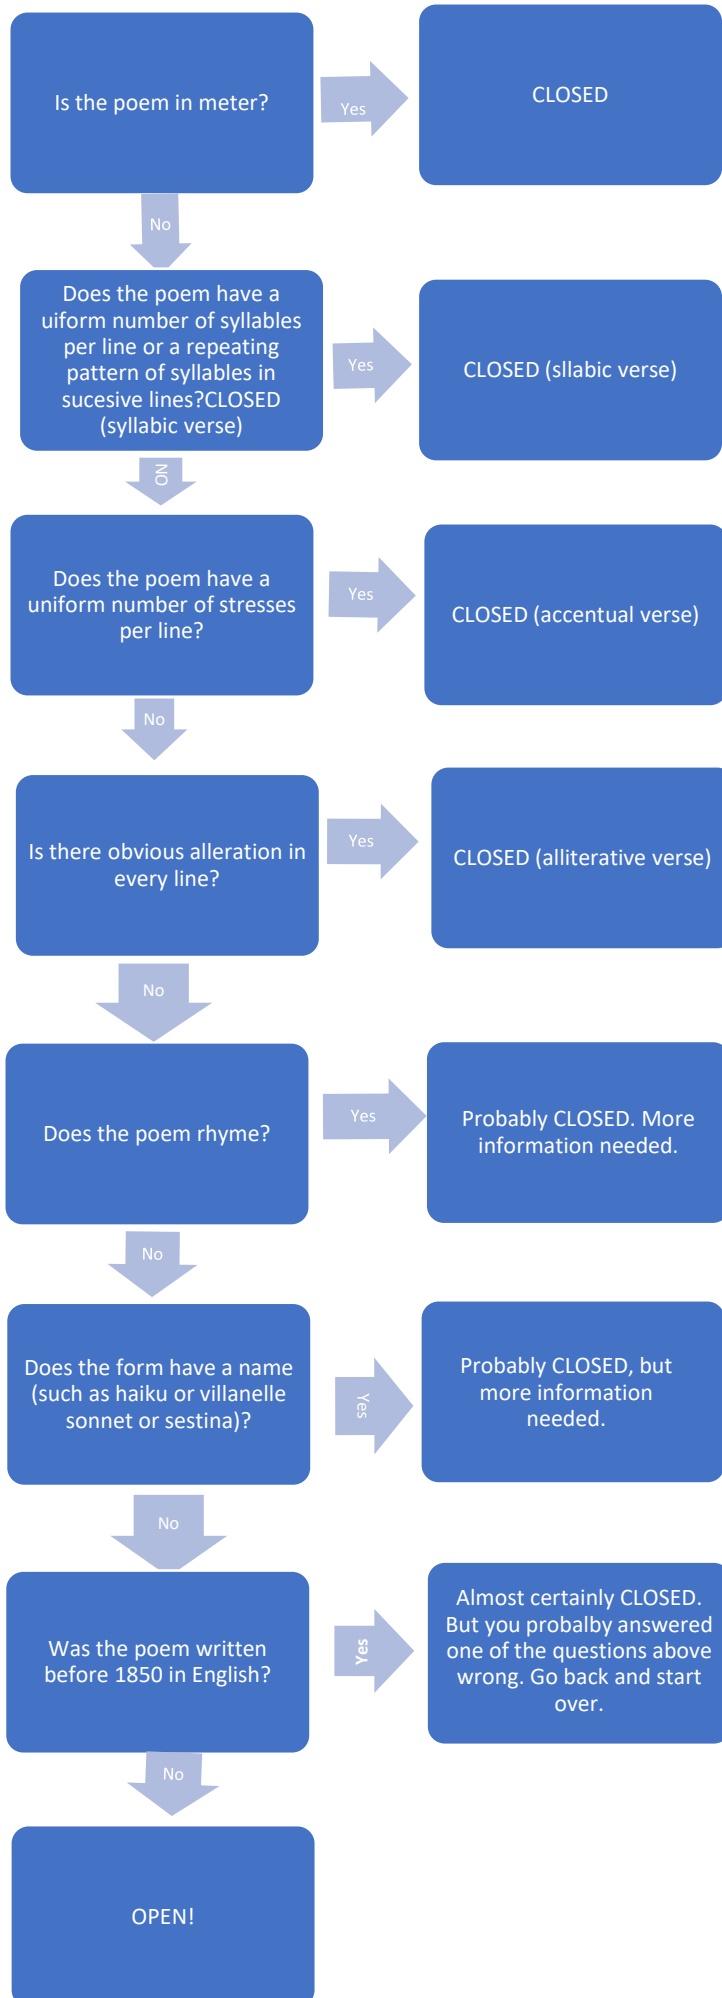 Is the poem in meter?
Yes
CLOSED
No
Does the poem have a
uiform number of syllables
per line or a repeating
pattern of syllables in
sucesive lines?CLOSED
(syllabic verse)
Yes
CLOSED (sllabic verse)
NO
Does the poem have a
uniform number of stresses
per line?
Yes
CLOSED (accentual verse)
No
Is there obvious alleration in
every line?
Yes
CLOSED (alliterative verse)
No
Does the poem rhyme?
Yes
Probably CLOSED. More
information needed.
No
Does the form have a name
(such as haiku or villanelle
sonnet or sestina)?
Yes
Probably CLOSED, but
more information
needed.
No
Was the poem written
before 1850 in English?
Yes
Almost certainly CLOSED.
But you probalby answered
one of the questions above
wrong. Go back and start
over.
No
OPEN!